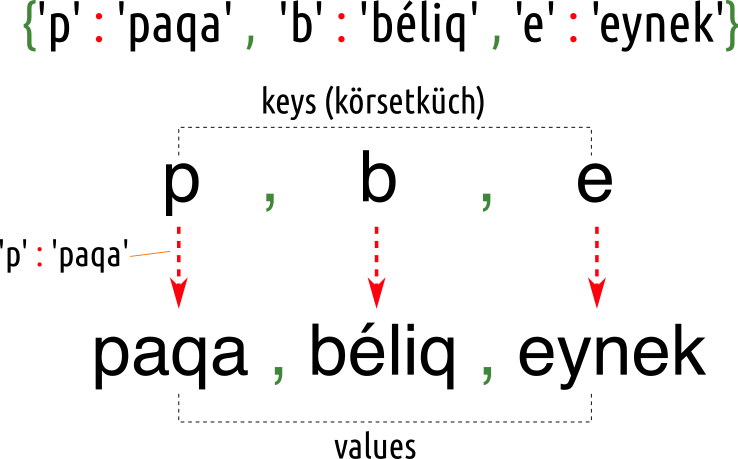 {'p' : 'paqa' , 'b' : 'béliq' , 'e' : 'eynek'}
keys (körsetküch)
p , b , e
'p' : 'paqa'
paqa , béliq , eynek
values